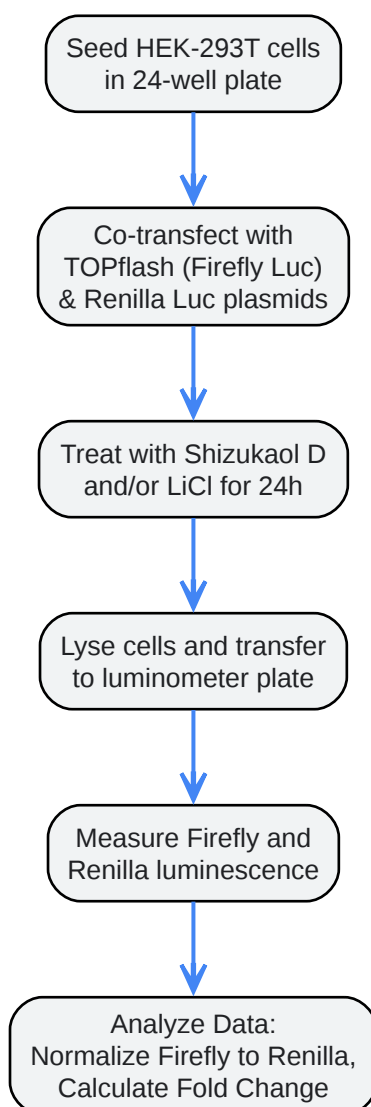 Seed HEK-293T cells
in 24-well plate
Co-transfect with
TOPflash (Firefly Luc)
& Renilla Luc plasmids
Treat with Shizukaol D
and/or LiCl for 24h
Lyse cells and transfer
to luminometer plate
Measure Firefly and
Renilla luminescence
Analyze Data:
Normalize Firefly to Renilla,
Calculate Fold Change